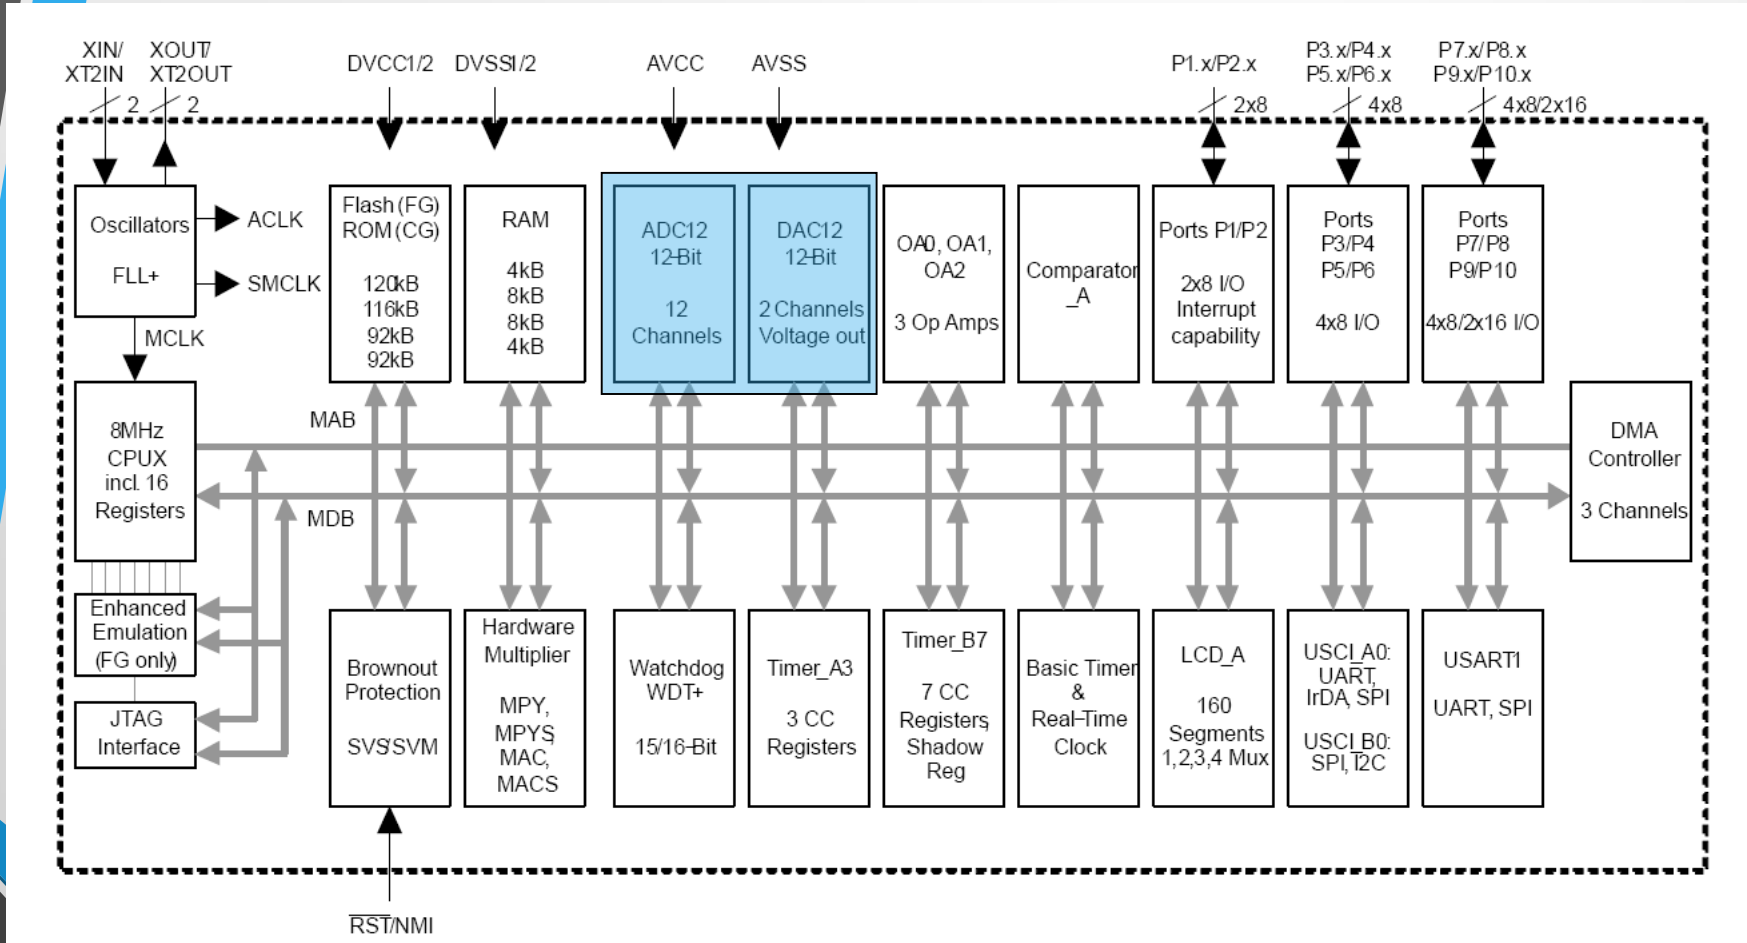 XIN/
XT2IN
XOUT/
XT2OUT
2
2
DVCC1/2
DVSS1/2
AVCC
AVSS
P1.x/P2.x
2x8
P3.x/P4.x
P5.x/P6.x
4x8
P7.x/P8.x
P9.x/P10.x
4x8/2x16
Oscillators
FLL+
ACLK
SMCLK
MCLK
Flash (FG)
ROM (CG)
120kB
116kB
92kB
92kB
RAM
4kB
8kB
8kB
4kB
ADC12
12-Bit
12
Channels
DAC12
12-Bit
2 Channels
Voltage out
OA0, OA1,
OA2
3 Op Amps
Comparator
_A
Ports P1/P2
2x8 I/O
Interrupt
capability
Ports
P3/P4
P5/P6
4x8 I/O
Ports
P7/P8
P9/P10
4x8/2x16 I/O
8MHz
CPUX
incl. 16
Registers
MAB
MDB
DMA
Controller
3 Channels
Enhanced
Emulation
(FG only)
JTAG
Interface
Brownout
Protection
SVS/SVM
Hardware
Multiplier
MPY,
MPYS,
MAC,
MACS
Watchdog
WDT+
15/16-Bit
Timer_A3
3 CC
Registers
Timer_B7
7 CC
Registers,
Shadow
Reg
Basic Timer
&
Real-Time
Clock
LCD_A
160
Segments
1,2,3,4 Mux
USCI_A0:
UART,
IrDA, SPI
USCI_B0:
SPI, I2C
USART1
UART, SPI
RST/NMI